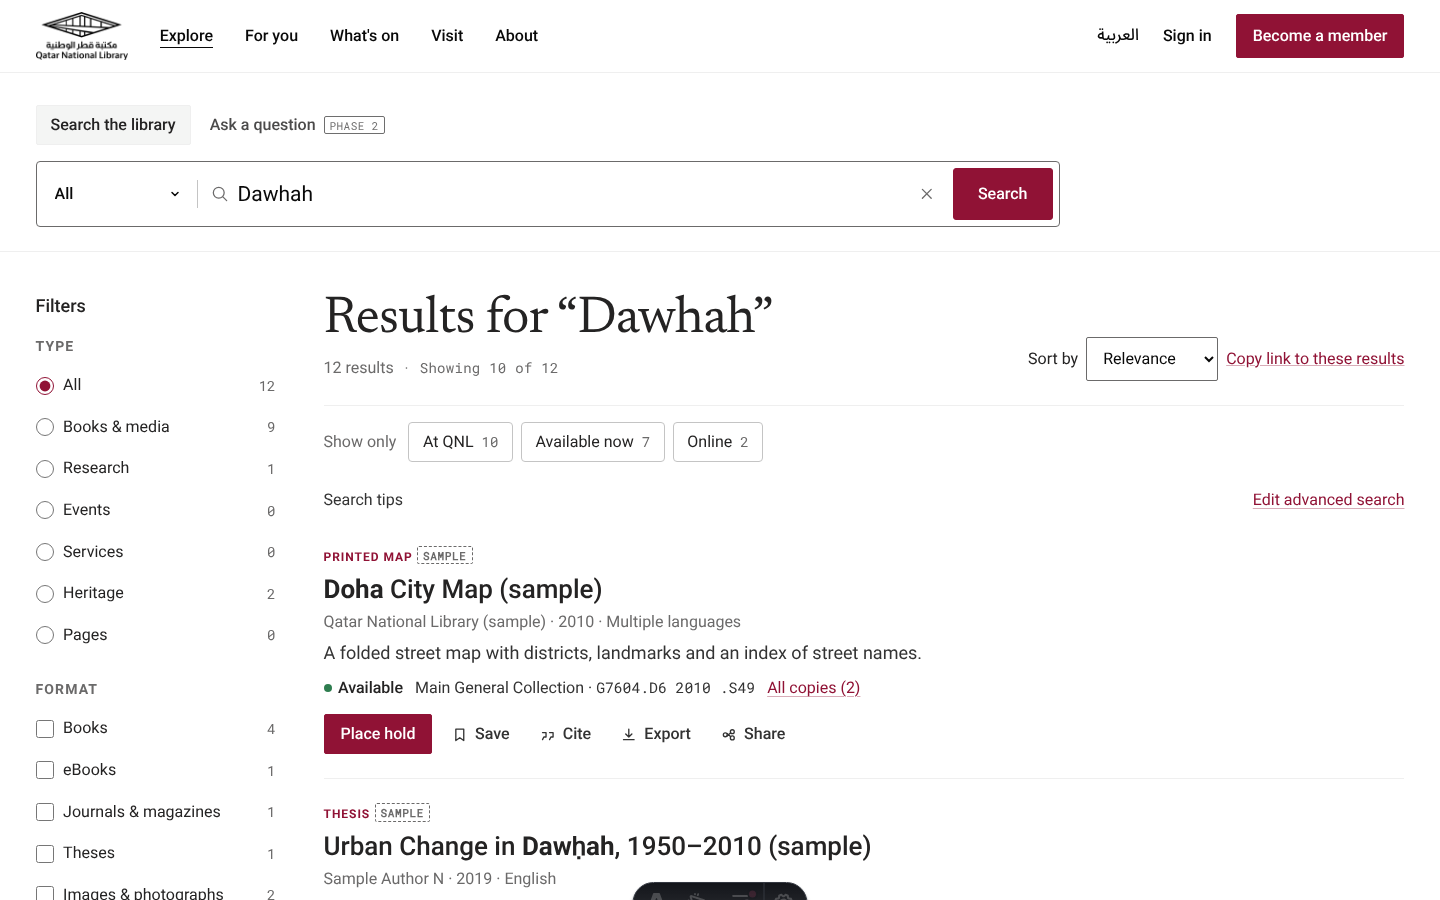 مكتبة قطر الوطنية
Qatar National Library
Explore
For you
What's on
Visit
About
العربية
Sign in
Become a member
Search the library
Ask a question
PHASE 2
All
Dawhah
Search
Filters
TYPE
All 12
Books & media 9
Research 1
Events 0
Services 0
Heritage 2
Pages 0
FORMAT
Books 4
eBooks 1
Journals & magazines 1
Theses 1
Images & photographs 2
Results for “Dawhah”
12 results · Showing 10 of 12
Sort by
Relevance
Copy link to these results
Show only
At QNL 10
Available now 7
Online 2
Search tips
Edit advanced search
PRINTED MAP SAMPLE
Doha City Map (sample)
Qatar National Library (sample) · 2010 · Multiple languages
A folded street map with districts, landmarks and an index of street names.
Available Main General Collection · G7604.D6 2010 .S49 All copies (2)
Place hold
Save
Cite
Export
Share
THESIS SAMPLE
Urban Change in Dawḥah, 1950–2010 (sample)
Sample Author N · 2019 · English